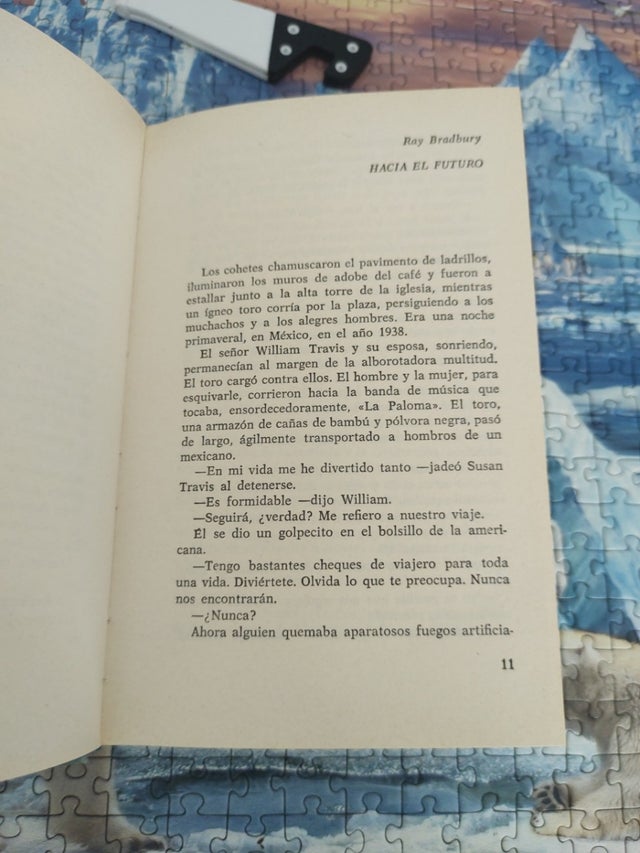 Ray Bradbury
HACIA EL FUTURO
Los cohetes chamuscaron el pavimento de ladrillos,
iluminaron los muros de adobe del café y fueron a
estallar junto a la alta torre de la iglesia, mientras
un ígneo toro corría por la plaza, persiguiendo a los
muchachos y a los alegres hombres. Era una noche
primaveral, en México, en el año 1938.
El señor William Travis y su esposa, sonriendo,
permanecían al margen de la alborotadora multitud.
El toro cargó contra ellos. El hombre y la mujer, para
esquivarle, corrieron hacia la banda de música que
tocaba, ensordecedoramente, «La Paloma». El toro,
una armazón de cañas de bambú y pólvora negra, pasó
de largo, ágilmente transportado a hombros de un
mexicano.
—En mi vida me he divertido tanto —jadeó Susan
Travis al detenerse.
—Es formidable —dijo William.
—Seguirá, ¿verdad? Me refiero a nuestro viaje.
Él se dio un golpecito en el bolsillo de la ameri-
cana.
—Tengo bastantes cheques de viajero para toda
una vida. Diviértete. Olvida lo que te preocupa. Nunca
nos encontrarán.
—¿Nunca?
Ahora alguien quemaba aparatosos fuegos artificia-
11